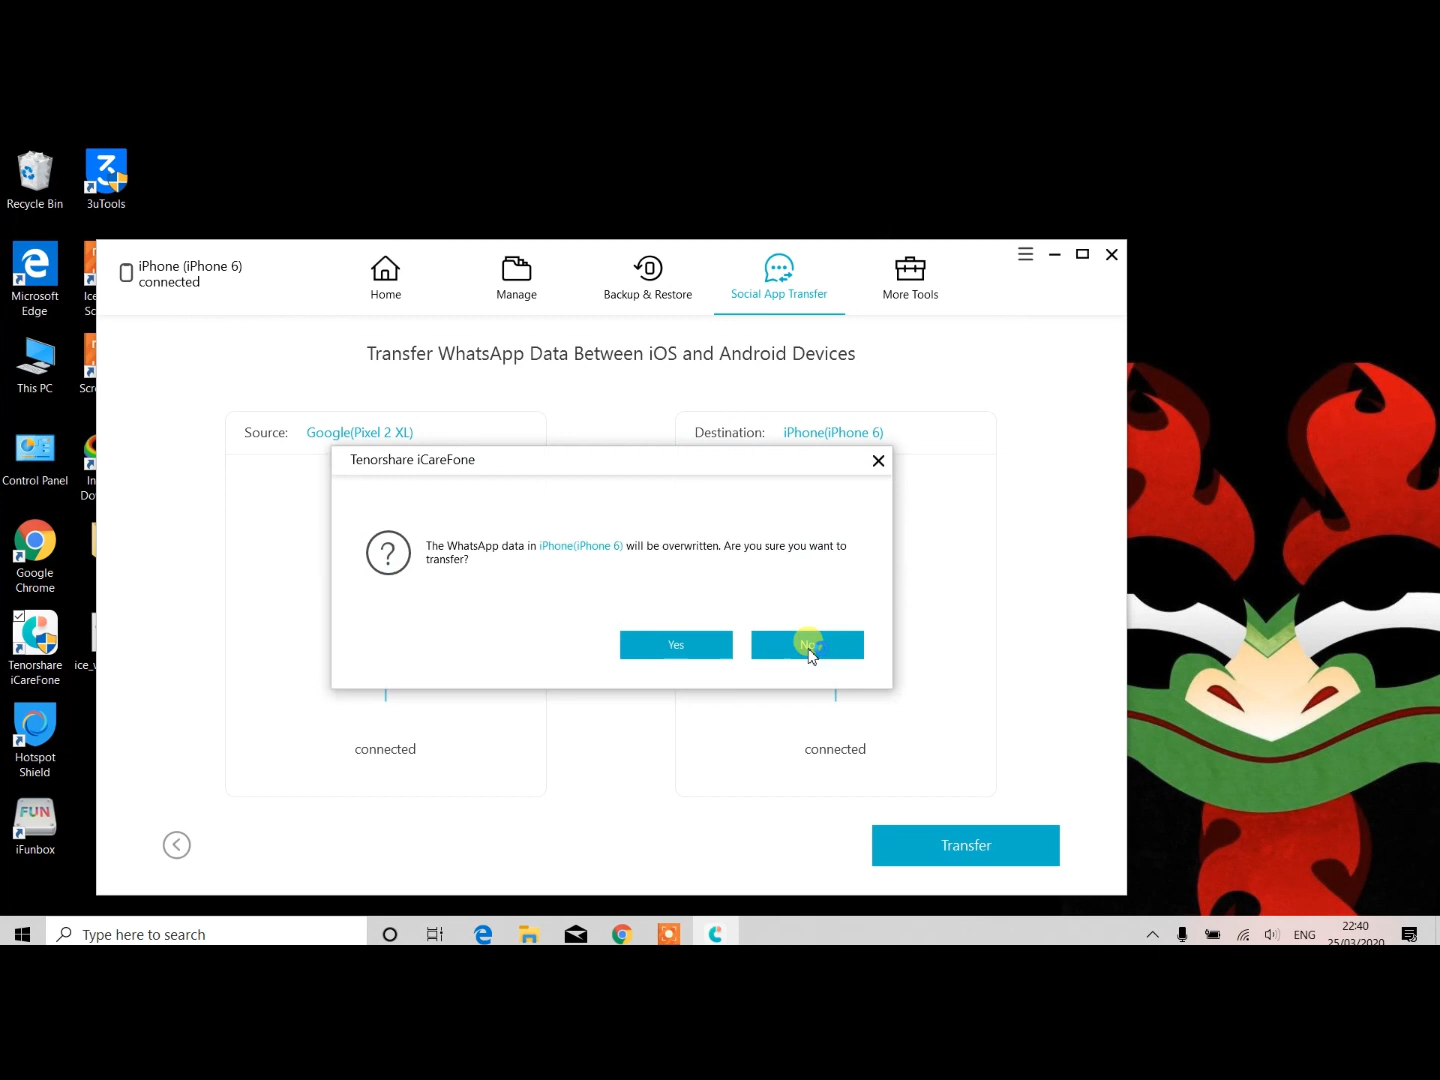 Recycle Bin
3uTools
Microsoft
Edge
This PC
Control Panel
Google
Chrome
Tenorshare
iCareFone
Hotspot
Shield
FUN
iFunbox
iPhone (iPhone 6)
connected
Home
Manage
Backup & Restore
Social App Transfer
More Tools
Transfer WhatsApp Data Between iOS and Android Devices
Source: Google(Pixel 2 XL)
Destination: iPhone(iPhone 6)
Tenorshare iCareFone
The WhatsApp data in iPhone(iPhone 6) will be overwritten. Are you sure you want to
transfer?
Yes
No
connected
connected
Transfer
Type here to search
ENG
22:40
25/03/2020